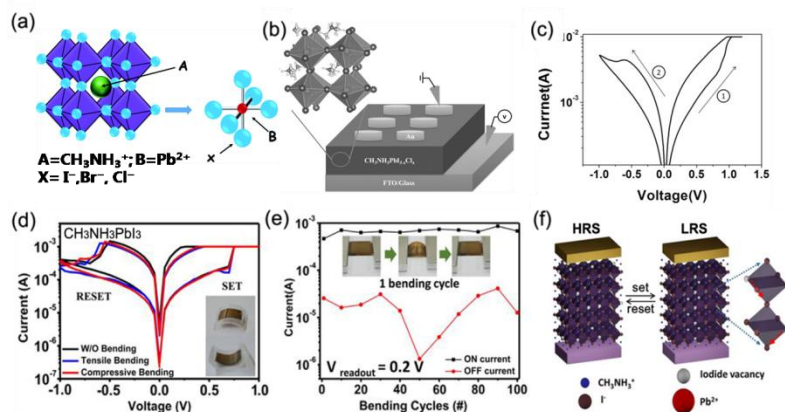 (a)
A
B
x
A=CH₃NH₃⁺; B=Pb²⁺
X= I⁻,Br⁻, Cl⁻
(b)
I
V
Au
CH₃NH₃PbI₃₋ₓClₓ
FTO/Glass
(c)
Currnet(A)
10⁻²
10⁻³
①
②
-1.0 -0.5 0.0 0.5 1.0
Voltage(V)
(d)
CH₃NH₃PbI₃
Current (A)
10⁻²
10⁻³
10⁻⁴
10⁻⁵
10⁻⁶
10⁻⁷
RESET
SET
W/O Bending
Tensile Bending
Compressive Bending
-1.0 -0.5 0.0 0.5 1.0
Voltage (V)
(e)
Current(A)
10⁻³
10⁻⁴
10⁻⁵
10⁻⁶
1 bending cycle
V readout = 0.2 V
ON current
OFF current
0 20 40 60 80 100
Bending Cycles (#)
(f)
HRS
LRS
set
reset
CH₃NH₃⁺
I⁻
Iodide vacancy
Pb²⁺